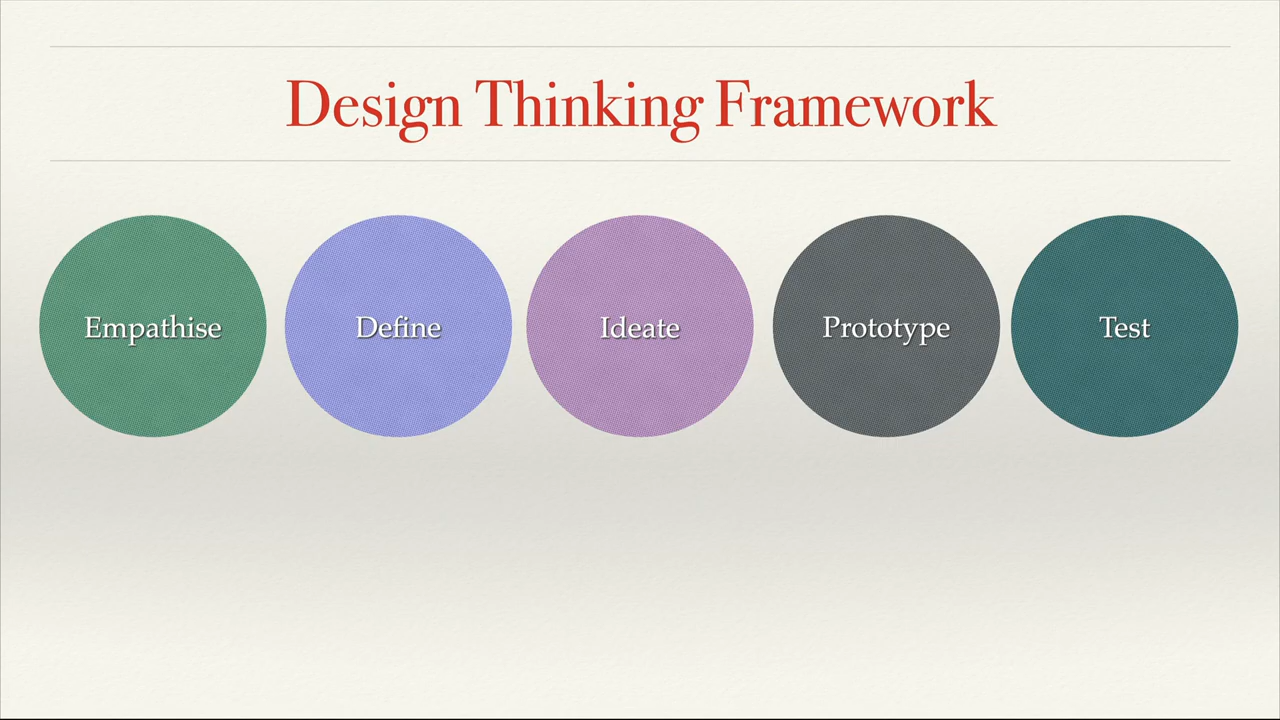 Design Thinking Framework
Empathise
Define
Ideate
Prototype
Test